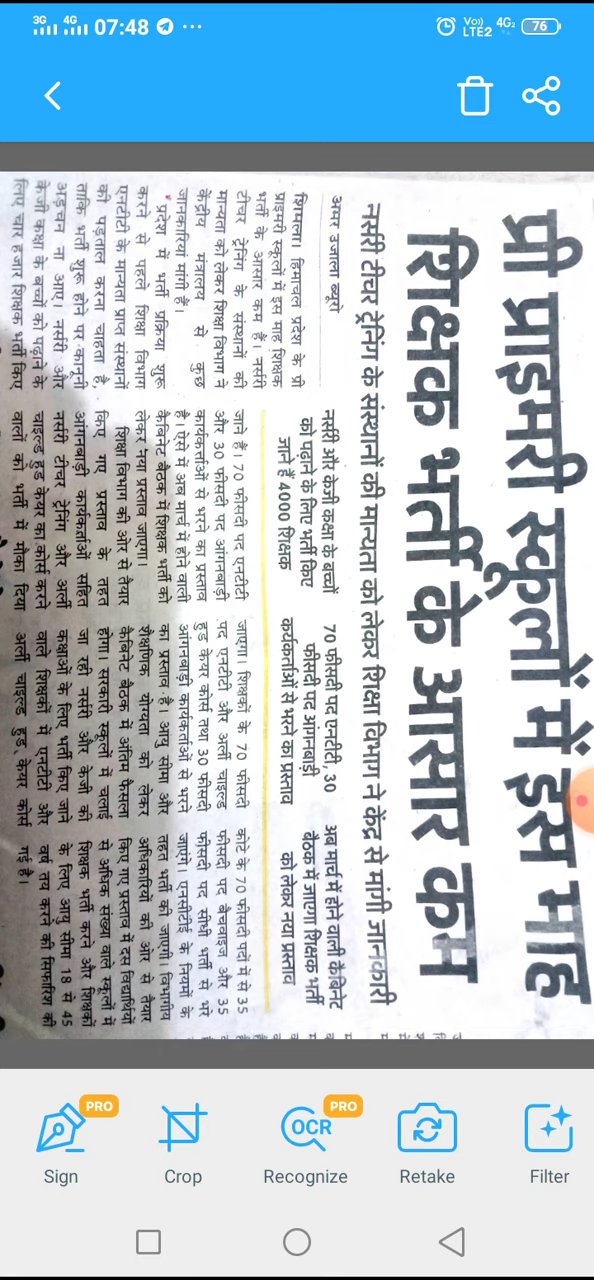 07:48
3G
4G
Vo))
LTE2
4G2
76
प्री प्राइमरी स्कूलों में इस माह
शिक्षक भर्ती के आसार कम
नर्सरी टीचर ट्रेनिंग के संस्थानों की मान्यता को लेकर शिक्षा विभाग ने केंद्र से मांगी जानकारी
अमर उजाला ब्यूरो
शिमला। हिमाचल प्रदेश के प्री
प्राइमरी स्कूलों में इस माह शिक्षक
भर्ती के आसार कम हैं। नर्सरी
टीचर ट्रेनिंग के संस्थानों की
मान्यता को लेकर शिक्षा विभाग ने
केंद्रीय मंत्रालय से कुछ
जानकारियां मांगी हैं।
प्रदेश में भर्ती प्रक्रिया शुरू
करने से पहले शिक्षा विभाग
एनटीटी के मान्यता प्राप्त संस्थानों
की पड़ताल करना चाहता है,
ताकि भर्ती शुरू होने पर कानूनी
अड़चन ना आए। नर्सरी और
केजी कक्षा के बच्चों को पढ़ाने के
लिए चार हजार शिक्षक भर्ती किए
नर्सरी और केजी कक्षा के बच्चों
को पढ़ाने के लिए भर्ती किए
जाने हैं 4000 शिक्षक
70 फीसदी पद एनटीटी, 30
फीसदी पद आंगनबाड़ी
कार्यकर्ताओं से भरने का प्रस्ताव
अब मार्च में होने वाली कैबिनेट
बैठक में जाएगा शिक्षक भर्ती
को लेकर नया प्रस्ताव
जाने हैं। 70 फीसदी पद एनटीटी
और 30 फीसदी पद आंगनबाड़ी
कार्यकर्ताओं से भरने का प्रस्ताव
है। ऐसे में अब मार्च में होने वाली
कैबिनेट बैठक में शिक्षक भर्ती को
लेकर नया प्रस्ताव जाएगा।
शिक्षा विभाग की ओर से तैयार
किए गए प्रस्ताव के तहत
आंगनबाड़ी कार्यकर्ताओं सहित
नर्सरी टीचर ट्रेनिंग और अर्ली
चाइल्ड हुड केयर का कोर्स करने
वालों को भर्ती में मौका दिया
जाएगा। शिक्षकों के 70 फीसदी
पद एनटीटी और अर्ली चाइल्ड
हुड केयर कोर्स तथा 30 फीसदी
आंगनबाड़ी कार्यकर्ताओं से भरने
का प्रस्ताव है। आयु सीमा और
शैक्षणिक योग्यता को लेकर
कैबिनेट बैठक में अंतिम फैसला
होगा। सरकारी स्कूलों में चलाई
जा रही नर्सरी और केजी की
कक्षाओं के लिए भर्ती किए जाने
वाले शिक्षकों में एनटीटी और
अर्ली चाइल्ड हुड केयर कोर्स
कोटे के 70 फीसदी पदों में से 35
फीसदी पद बैचवाइज और 35
फीसदी पद सीधी भर्ती से भरे
जाएंगे। एनसीटीई के नियमों के
तहत भर्ती की जाएगी। विभागीय
अधिकारियों की ओर से तैयार
किए गए प्रस्ताव में दस विद्यार्थियों
से अधिक संख्या वाले स्कूलों में
शिक्षक भर्ती करने और शिक्षकों
के लिए आयु सीमा 18 से 45
वर्ष तय करने की सिफारिश की
गई है।
PRO
Sign
Crop
PRO
OCR
Recognize
Retake
Filter